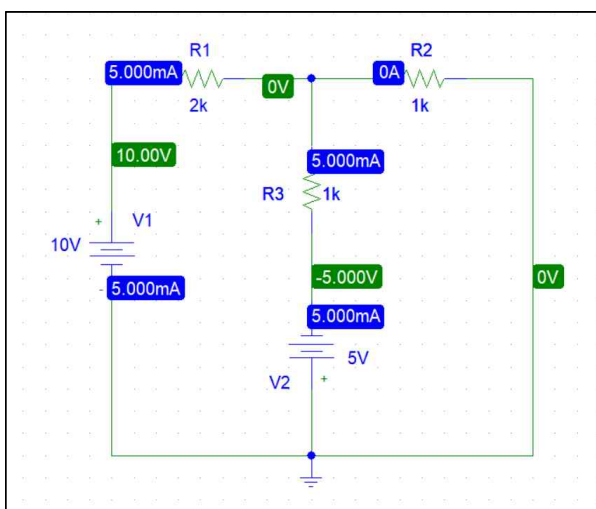 R1
R2
5.000mA
0V
0A
2k
1k
10.00V
5.000mA
R3
1k
+
V1
10V
-
5.000mA
-5.000V
0V
5.000mA
5V
V2
+